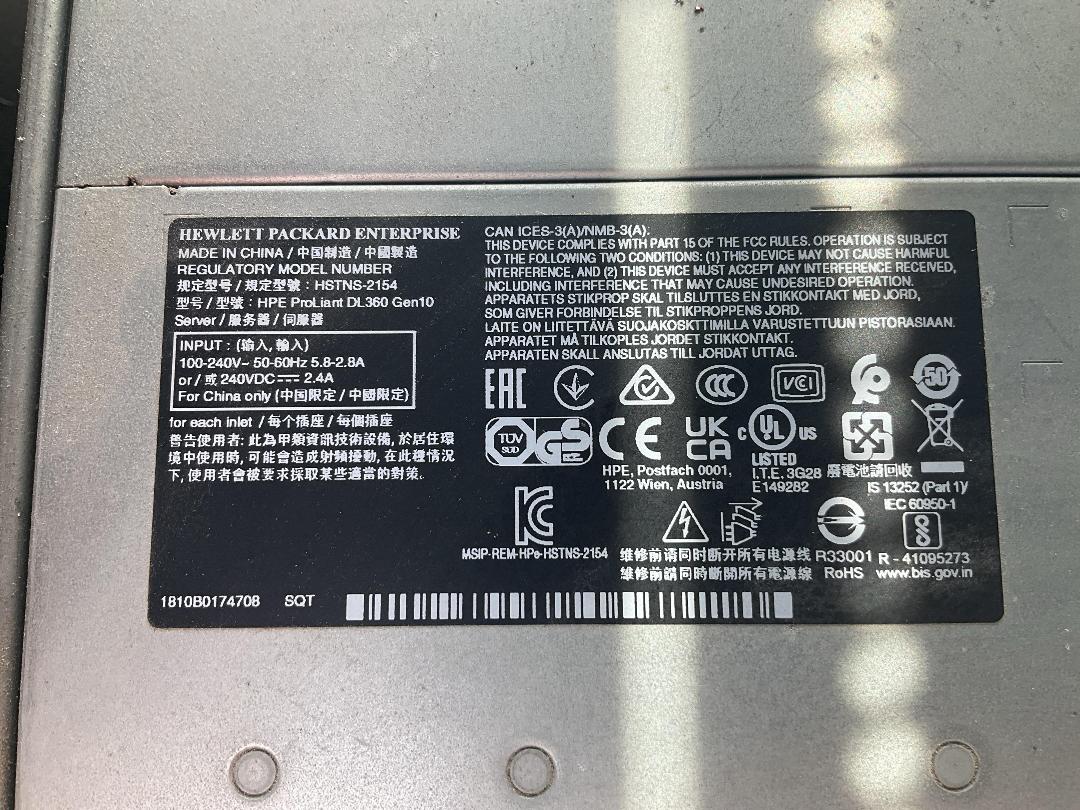 HEWLETT PACKARD ENTERPRISE
MADE IN CHINA / 中国制造 / 中國製造
REGULATORY MODEL NUMBER
规定型号 / 規定型號 : HSTNS-2154
型号 / 型號 : HPE ProLiant DL360 Gen10
Server / 服务器 / 伺服器
INPUT : (输入, 輸入)
100-240V~ 50-60Hz 5.8-2.8A
or / 或 240VDC⎓ 2.4A
For China only (中国限定 / 中國限定)
for each inlet / 每个插座 / 每個插座
警告使用者: 此為甲類資訊技術設備, 於居住環
境中使用時, 可能會造成射頻擾動, 在此種情況
下, 使用者會被要求採取某些適當的對策.
CAN ICES-3(A)/NMB-3(A).
THIS DEVICE COMPLIES WITH PART 15 OF THE FCC RULES. OPERATION IS SUBJECT
TO THE FOLLOWING TWO CONDITIONS: (1) THIS DEVICE MAY NOT CAUSE HARMFUL
INTERFERENCE, AND (2) THIS DEVICE MUST ACCEPT ANY INTERFERENCE RECEIVED,
INCLUDING INTERFERENCE THAT MAY CAUSE UNDESIRED OPERATION.
APPARATETS STIKPROP SKAL TILSLUTTES EN STIKKONTAKT MED JORD,
SOM GIVER FORBINDELSE TIL STIKPROPPENS JORD.
LAITE ON LIITETTÄVÄ SUOJAKOSKETTIMILLA VARUSTETTUUN PISTORASIAAN.
APPARATET MÅ TILKOPLES JORDET STIKKONTAKT.
APPARATEN SKALL ANSLUTAS TILL JORDAT UTTAG.
EAC CCC VCI 50
TÜV SÜD GS CE UK CA c UL US
LISTED
I.T.E. 3G28
E149282
廢電池請回收
HPE, Postfach 0001,
1122 Wien, Austria
IS 13252 (Part 1)/
IEC 60950-1
MSIP-REM-HPe-HSTNS-2154
维修前请同时断开所有电源线
維修前請同時斷開所有電源線
R33001
RoHS
R - 41095273
www.bis.gov.in
1810B0174708 SQT